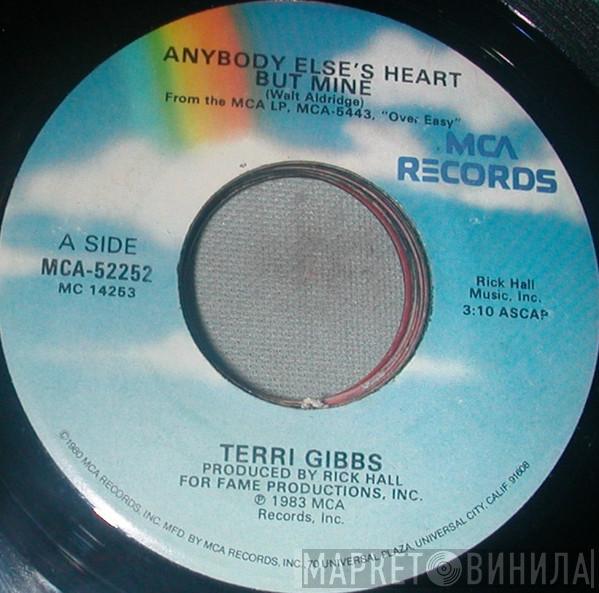 ANYBODY ELSE'S HEART
BUT MINE
(Walt Aldridge)
From the MCA LP, MCA-5443, "Over Easy"
MCA
RECORDS
A SIDE
MCA-52252
MC 14253
Rick Hall
Music, Inc.
3:10 ASCAP
TERRI GIBBS
PRODUCED BY RICK HALL
FOR FAME PRODUCTIONS, INC.
℗ 1983 MCA
Records, Inc.
©1980 MCA RECORDS, INC. MFD. BY MCA RECORDS, INC., 70 UNIVERSAL PLAZA, UNIVERSAL CITY, CALIF. 91608
МАРКЕТ ВИНИЛА